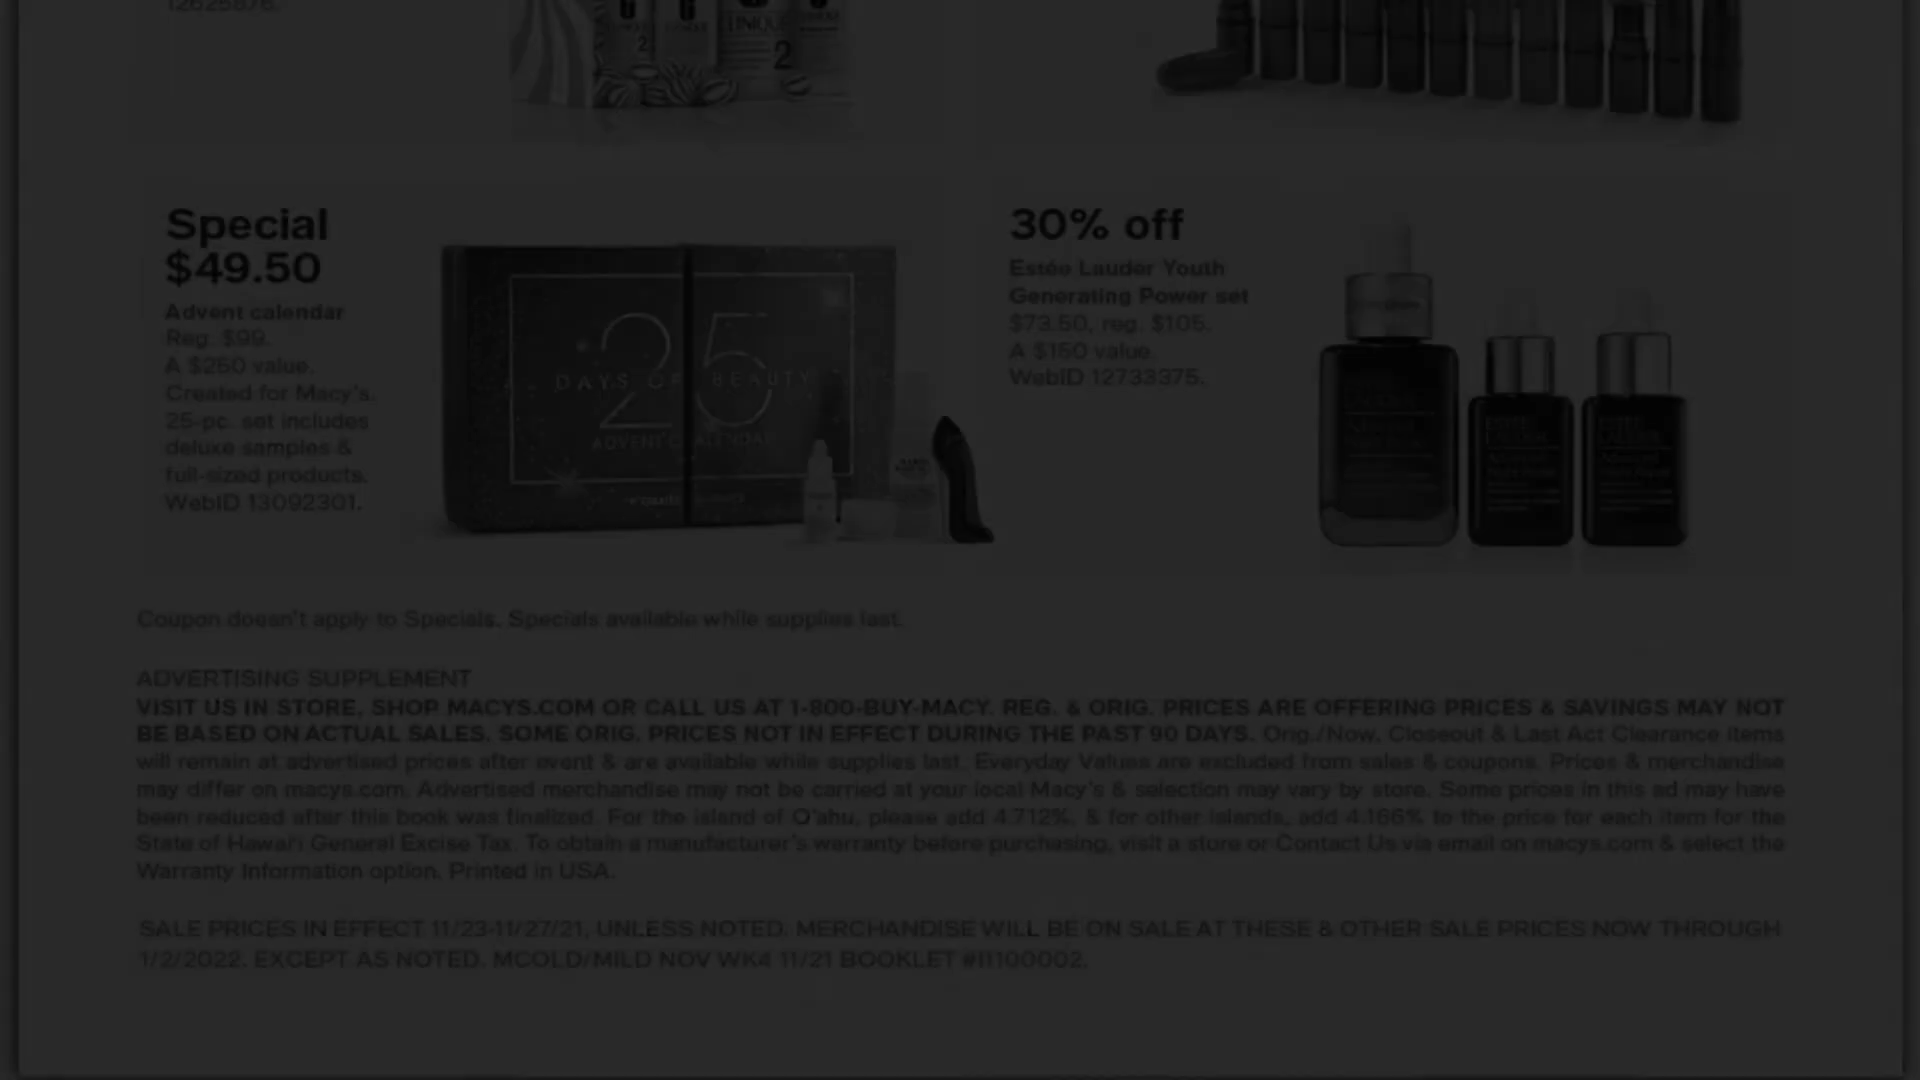 12625876.
CLINIQUE
2
2
Special
$49.50
Advent calendar
Reg. $99.
A $250 value.
Created for Macy's.
25-pc. set includes
deluxe samples &
full-sized products.
WebID 13092301.
25
DAYS OF BEAUTY
ADVENT CALENDAR
30% off
Estée Lauder Youth
Generating Power set
$73.50, reg. $105.
A $150 value.
WebID 12733375.
Coupon doesn't apply to Specials. Specials available while supplies last.
ADVERTISING SUPPLEMENT
VISIT US IN STORE, SHOP MACYS.COM OR CALL US AT 1-800-BUY-MACY. REG. & ORIG. PRICES ARE OFFERING PRICES & SAVINGS MAY NOT
BE BASED ON ACTUAL SALES. SOME ORIG. PRICES NOT IN EFFECT DURING THE PAST 90 DAYS. Orig./Now, Closeout & Last Act Clearance items
will remain at advertised prices after event & are available while supplies last. Everyday Values are excluded from sales & coupons. Prices & merchandise
may differ on macys.com. Advertised merchandise may not be carried at your local Macy's & selection may vary by store. Some prices in this ad may have
been reduced after this book was finalized. For the island of O'ahu, please add 4.712%, & for other islands, add 4.166% to the price for each item for the
State of Hawai'i General Excise Tax. To obtain a manufacturer's warranty before purchasing, visit a store or Contact Us via email on macys.com & select the
Warranty Information option. Printed in USA.
SALE PRICES IN EFFECT 11/23-11/27/21, UNLESS NOTED. MERCHANDISE WILL BE ON SALE AT THESE & OTHER SALE PRICES NOW THROUGH
1/2/2022, EXCEPT AS NOTED. MCOLD/MILD NOV WK4 11/21 BOOKLET #I1100002.